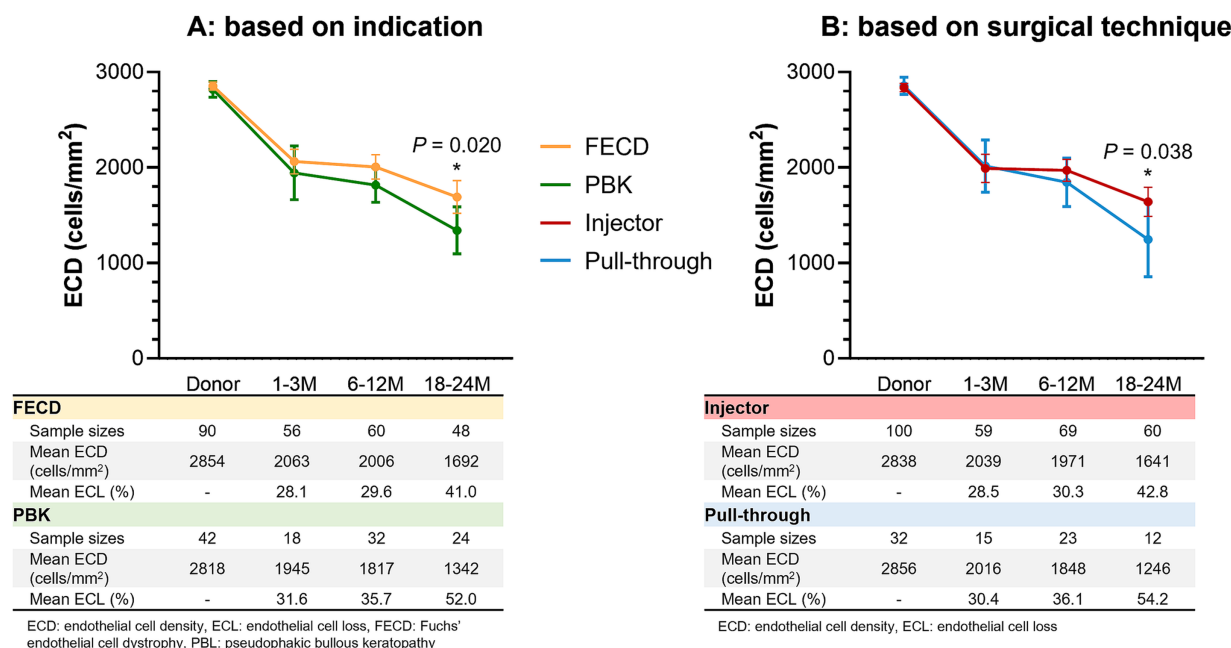 A: based on indication
3000
2000
1000
0
ECD (cells/mm²)
P = 0.020
*
FECD
PBK
Injector
Pull-through
Donor 1-3M 6-12M 18-24M
FECD
Sample sizes 90 56 60 48
Mean ECD
(cells/mm²) 2854 2063 2006 1692
Mean ECL (%) - 28.1 29.6 41.0
PBK
Sample sizes 42 18 32 24
Mean ECD
(cells/mm²) 2818 1945 1817 1342
Mean ECL (%) - 31.6 35.7 52.0
ECD: endothelial cell density, ECL: endothelial cell loss, FECD: Fuchs'
endothelial cell dystrophy, PBL: pseudophakic bullous keratopathy
B: based on surgical technique
3000
2000
1000
0
ECD (cells/mm²)
P = 0.038
*
Donor 1-3M 6-12M 18-24M
Injector
Sample sizes 100 59 69 60
Mean ECD
(cells/mm²) 2838 2039 1971 1641
Mean ECL (%) - 28.5 30.3 42.8
Pull-through
Sample sizes 32 15 23 12
Mean ECD
(cells/mm²) 2856 2016 1848 1246
Mean ECL (%) - 30.4 36.1 54.2
ECD: endothelial cell density, ECL: endothelial cell loss